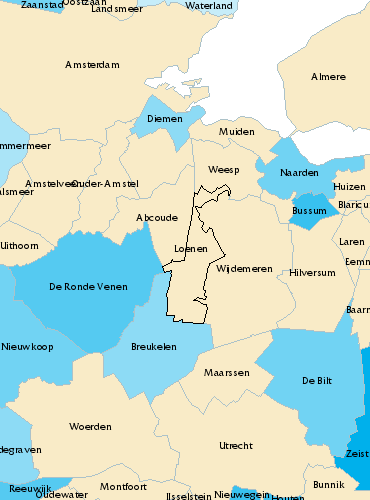 Oostzaan
Zaanstad
Landsmeer
Waterland
Amsterdam
Almere
Diemen
Muiden
mmermeer
Weesp
Naarden
Amstelveen
Ouder-Amstel
Huizen
alsmeer
Blaricu
Bussum
Abcoude
Uithoorn
Laren
Loenen
Eemn
Wijdemeren
Hilversum
De Ronde Venen
Baarn
Nieuwkoop
Breukelen
Maarssen
De Bilt
Woerden
Utrecht
degraven
Zeist
Bunnik
Montfoort
Reeuwijk
Oudewater
IJsselstein
Nieuwegein
Houten